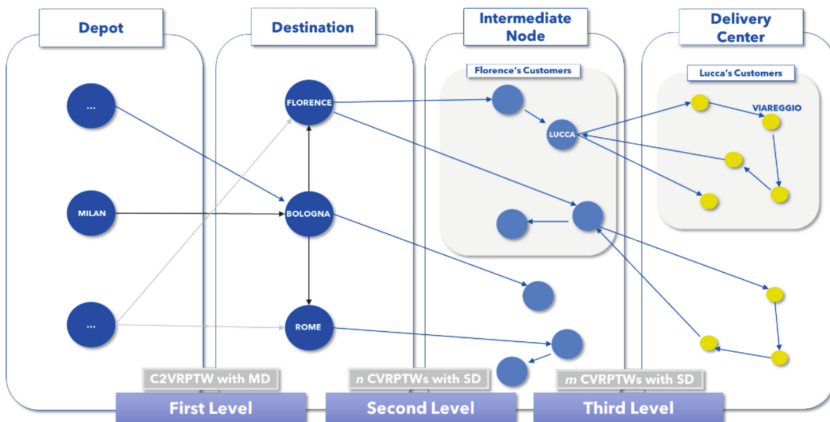 Depot
Destination
Intermediate
Node
Delivery
Center
Florence's Customers
Lucca's Customers
...
FLORENCE
LUCCA
VIAREGGIO
MILAN
BOLOGNA
...
ROME
C2VRPTW with MD
n CVRPTWs with SD
m CVRPTWs with SD
First Level
Second Level
Third Level